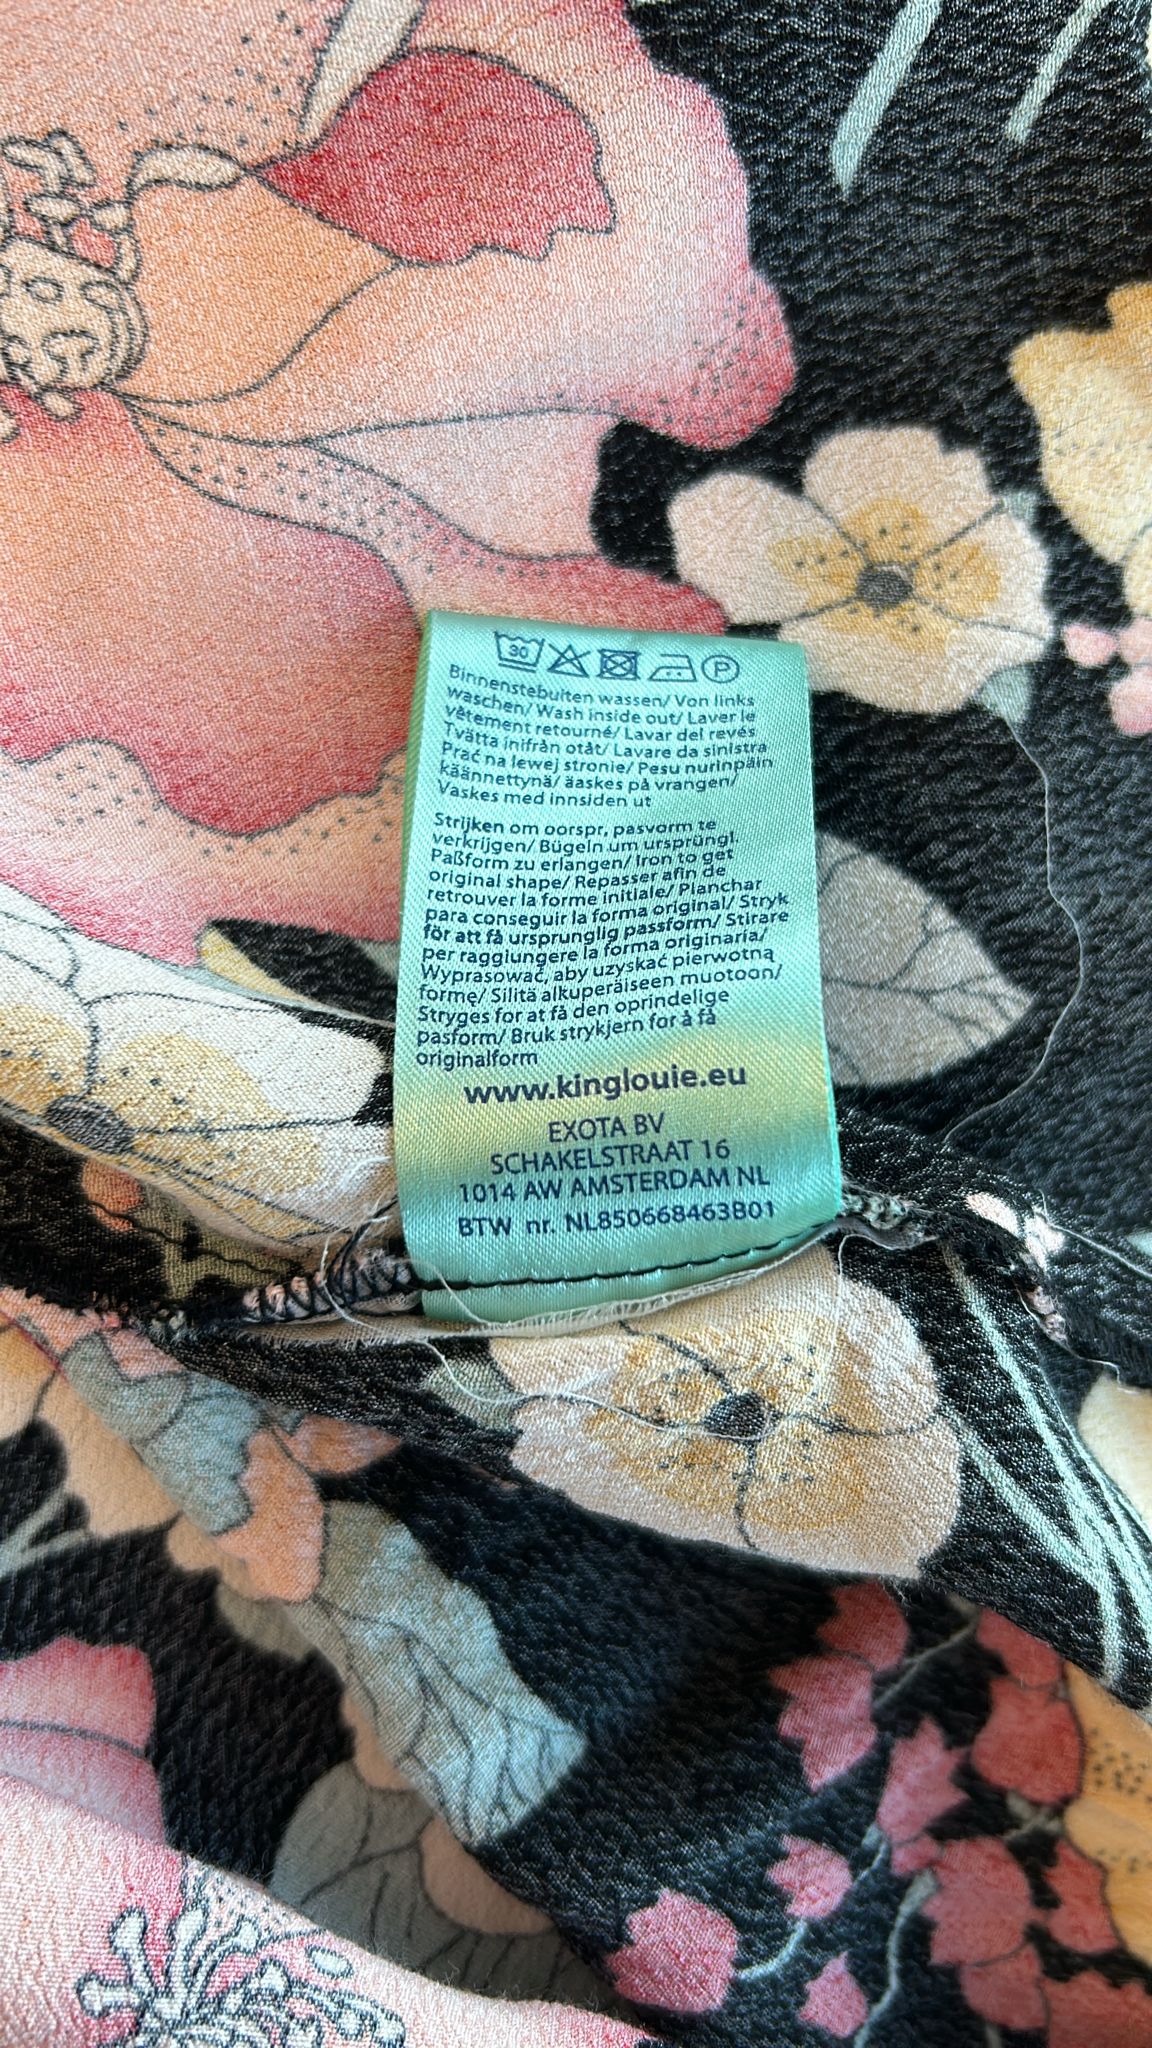 30 P
Binnenstebuiten wassen/ Von links
waschen/ Wash inside out/ Laver le
vêtement retourné/ Lavar del revés
Tvätta inifrån otåt/ Lavare da sinistra
Prać na lewej stronie/ Pesu nurinpäin
käännettynä/ äaskes på vrangen/
Vaskes med innsiden ut
Strijken om oorspr, pasvorm te
verkrijgen/ Bügeln um ursprüngl
Paßform zu erlangen/ Iron to get
original shape/ Repasser afin de
retrouver la forme initiale/ Planchar
para conseguir la forma original/ Stryk
för att få ursprunglig passform/ Stirare
per raggiungere la forma originaria/
Wyprasować, aby uzyskać pierwotną
formę/ Silitä alkuperäiseen muotoon/
Stryges for at få den oprindelige
pasform/ Bruk strykjern for å få
originalform
www.kinglouie.eu
EXOTA BV
SCHAKELSTRAAT 16
1014 AW AMSTERDAM NL
BTW nr. NL850668463B01